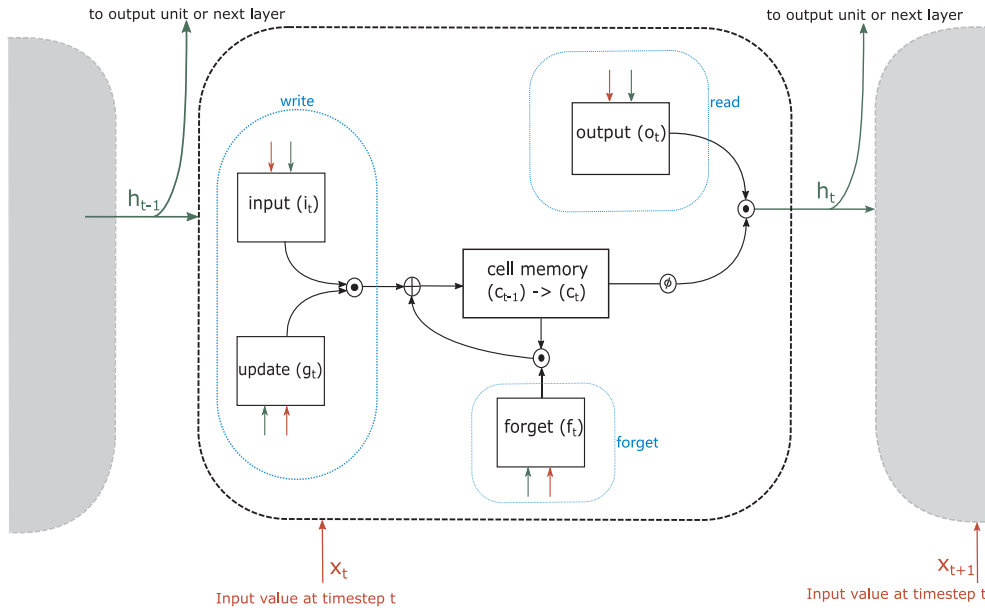 to output unit or next layer
to output unit or next layer
write
read
output (oₜ)
hₜ₋₁
input (iₜ)
hₜ
cell memory
(cₜ₋₁) -> (cₜ)
ϕ
update (gₜ)
forget (fₜ)
forget
xₜ
xₜ₊₁
Input value at timestep t
Input value at timestep t